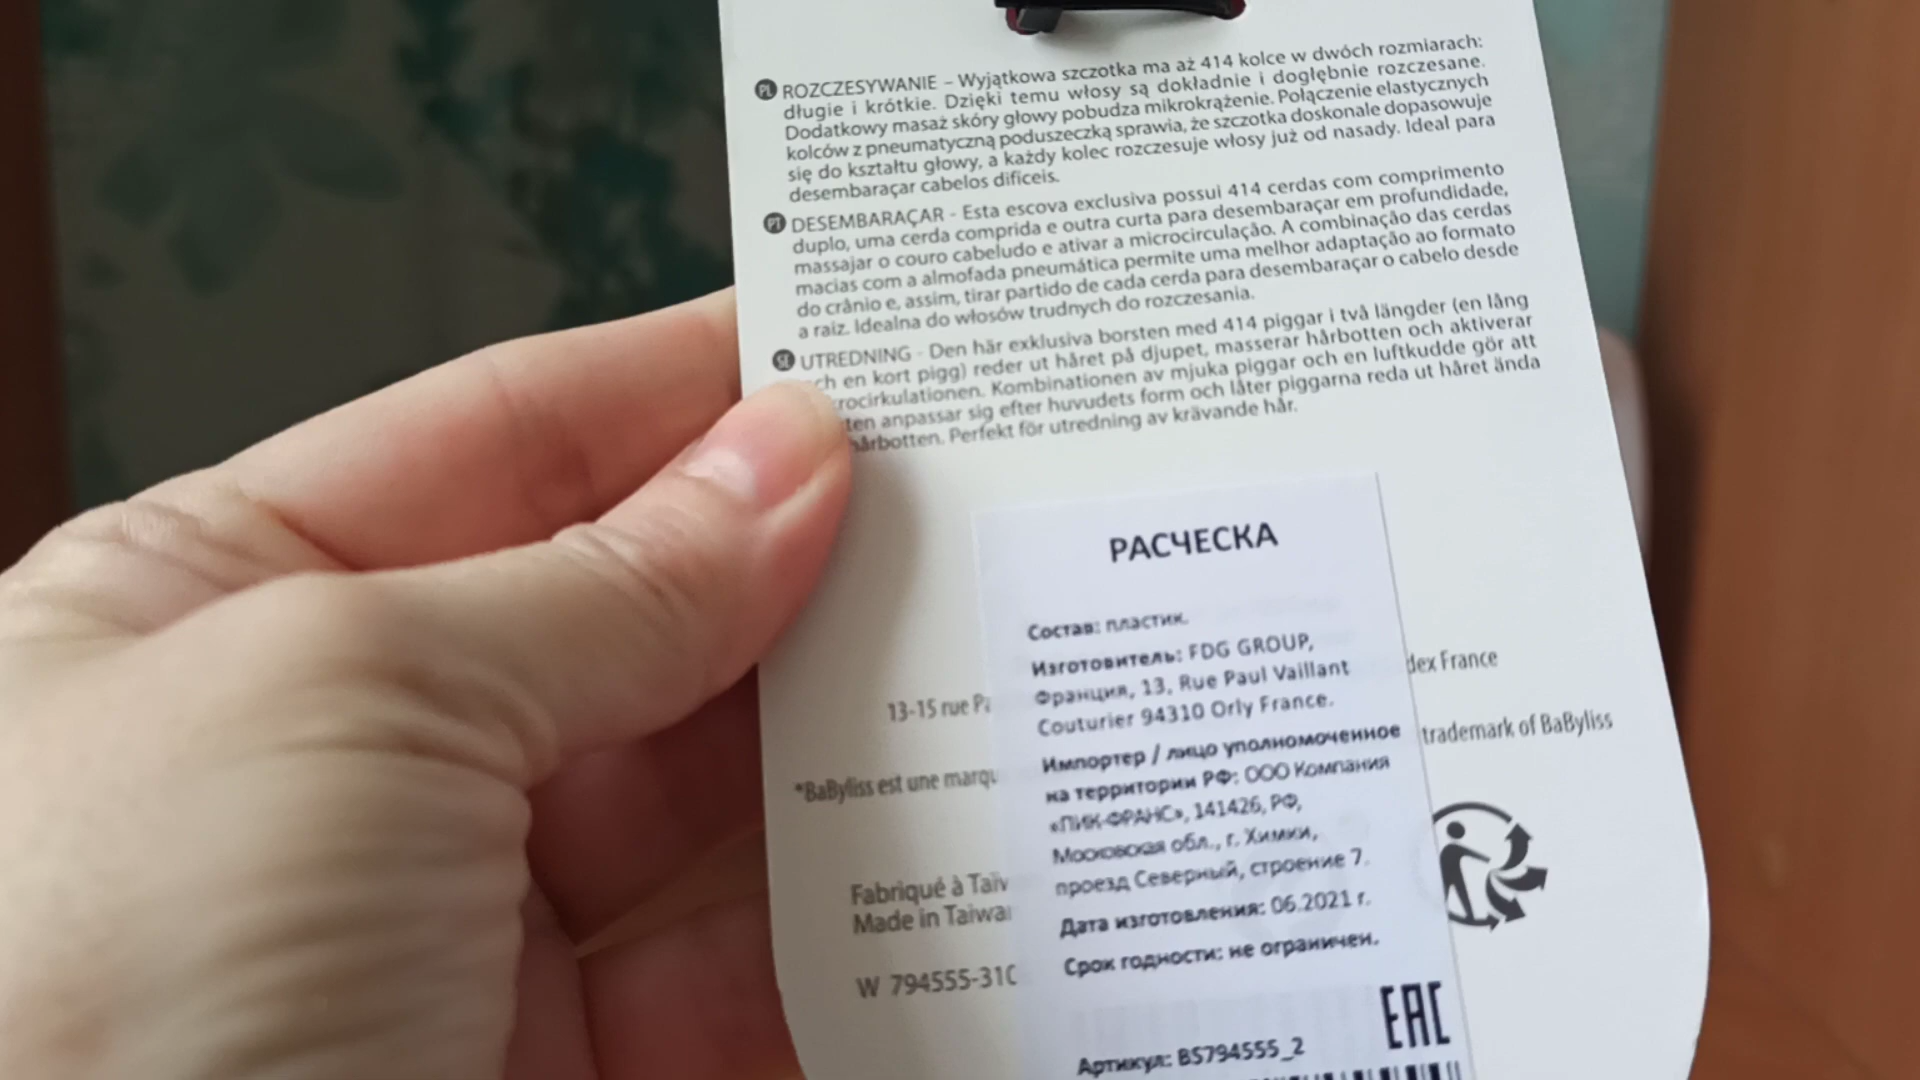 PL ROZCZESYWANIE – Wyjątkowa szczotka ma aż 414 kolce w dwóch rozmiarach:
długie i krótkie. Dzięki temu włosy są dokładnie i dogłębnie rozczesane.
Dodatkowy masaż skóry głowy pobudza mikrokrążenie. Połączenie elastycznych
kolców z pneumatyczną poduszeczką sprawia, że szczotka doskonale dopasowuje
się do kształtu głowy, a każdy kolec rozczesuje włosy już od nasady. Ideal para
desembaraçar cabelos difíceis.
PT DESEMBARAÇAR - Esta escova exclusiva possui 414 cerdas com comprimento
duplo, uma cerda comprida e outra curta para desembaraçar em profundidade,
massajar o couro cabeludo e ativar a microcirculação. A combinação das cerdas
macias com a almofada pneumática permite uma melhor adaptação ao formato
do crânio e, assim, tirar partido de cada cerda para desembaraçar o cabelo desde
a raiz. Idealna do włosów trudnych do rozczesania.
SE UTREDNING - Den här exklusiva borsten med 414 piggar i två längder (en lång
ch en kort pigg) reder ut håret på djupet, masserar hårbotten och aktiverar
rocirkulationen. Kombinationen av mjuka piggar och en luftkudde gör att
ten anpassar sig efter huvudets form och låter piggarna reda ut håret ända
hårbotten. Perfekt för utredning av krävande hår.
РАСЧЕСКА
Состав: пластик.
Изготовитель: FDG GROUP,
Франция, 13, Rue Paul Vaillant
Couturier 94310 Orly France.
Импортер / лицо уполномоченное
на территории РФ: ООО Компания
«ПИК-ФРАНС», 141426, РФ,
Московская обл., г. Химки,
проезд Северный, строение 7.
Дата изготовления: 06.2021 г.
Срок годности: не ограничен.
EAC
Артикул: BS794555_2
13-15 rue Pa
dex France
*BaByliss est une marqu
trademark of BaByliss
Fabriqué à Taïw
Made in Taiwa
W 794555-31C